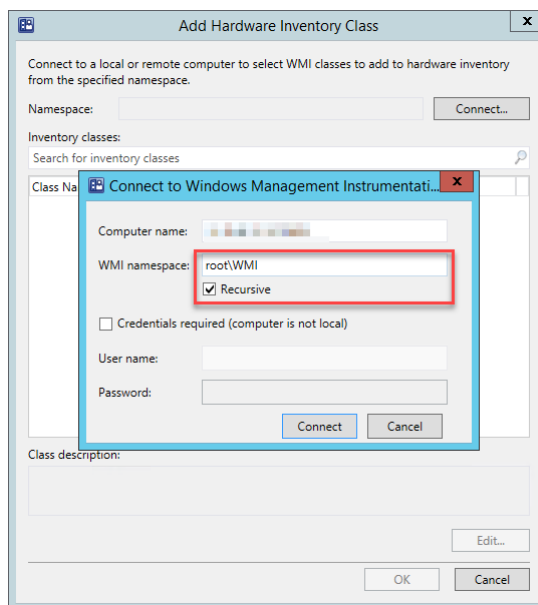 Add Hardware Inventory Class
x
Connect to a local or remote computer to select WMI classes to add to hardware inventory
from the specified namespace.
Namespace:
Connect...
Inventory classes:
Search for inventory classes
Class Na
Connect to Windows Management Instrumentati...
x
Computer name:
WMI namespace: root\WMI
Recursive
Credentials required (computer is not local)
User name:
Password:
Connect Cancel
Class description:
Edit...
OK Cancel